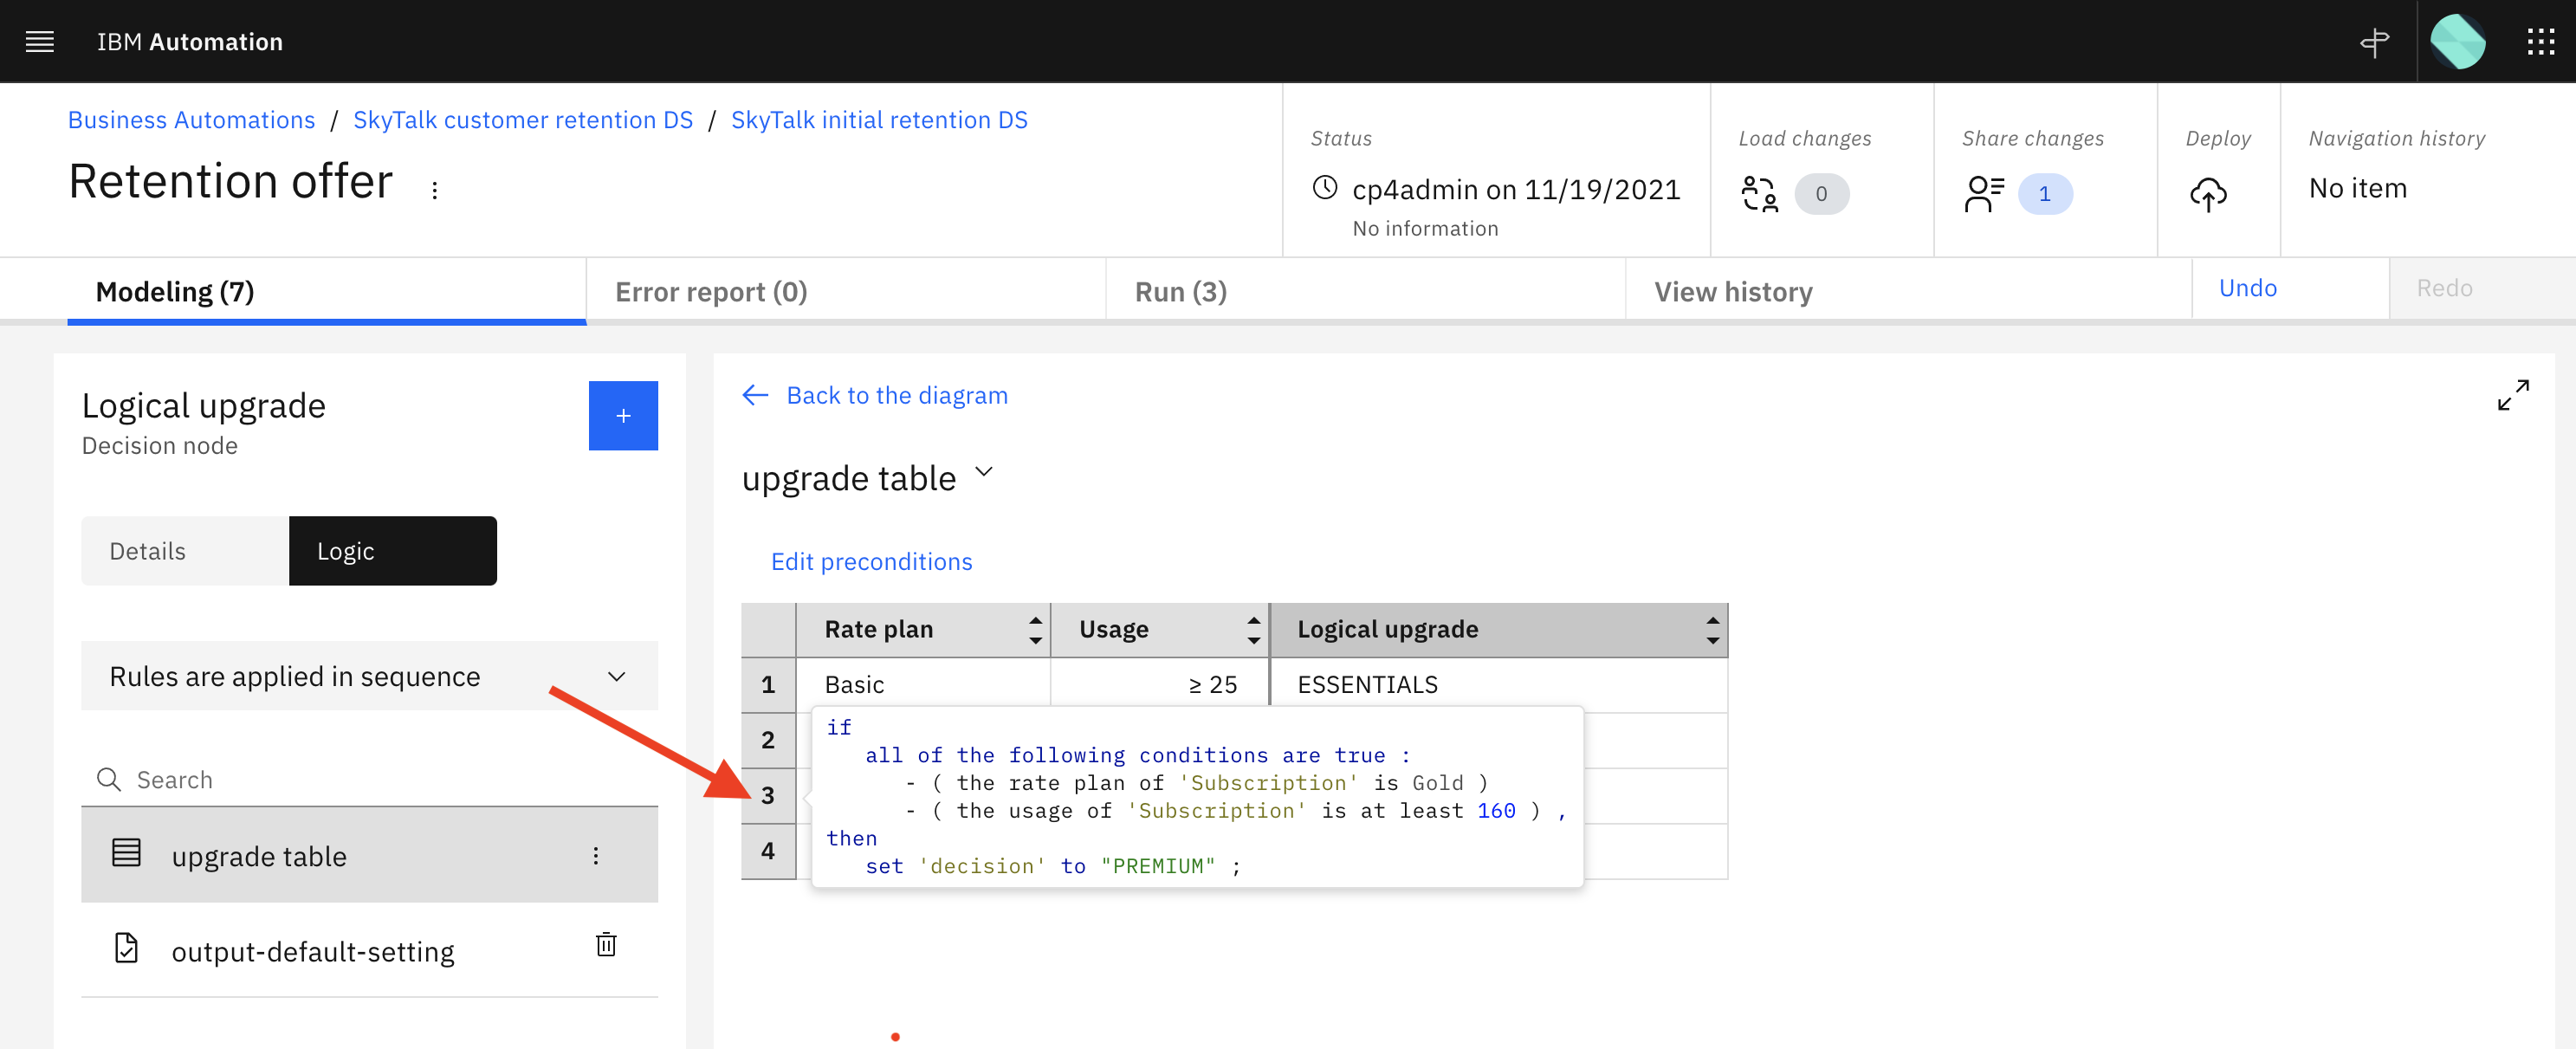 IBM Automation
Business Automations / SkyTalk customer retention DS / SkyTalk initial retention DS
Retention offer
Status
cp4admin on 11/19/2021
No information
Load changes
0
Share changes
1
Deploy
Navigation history
No item
Modeling (7)
Error report (0)
Run (3)
View history
Undo
Redo
Logical upgrade
Decision node
+
Details
Logic
Rules are applied in sequence
Search
upgrade table
output-default-setting
Back to the diagram
upgrade table
Edit preconditions
Rate plan Usage Logical upgrade
1 Basic ≥ 25 ESSENTIALS
2
3
4
if
all of the following conditions are true :
- ( the rate plan of 'Subscription' is Gold )
- ( the usage of 'Subscription' is at least 160 ) ,
then
set 'decision' to "PREMIUM" ;